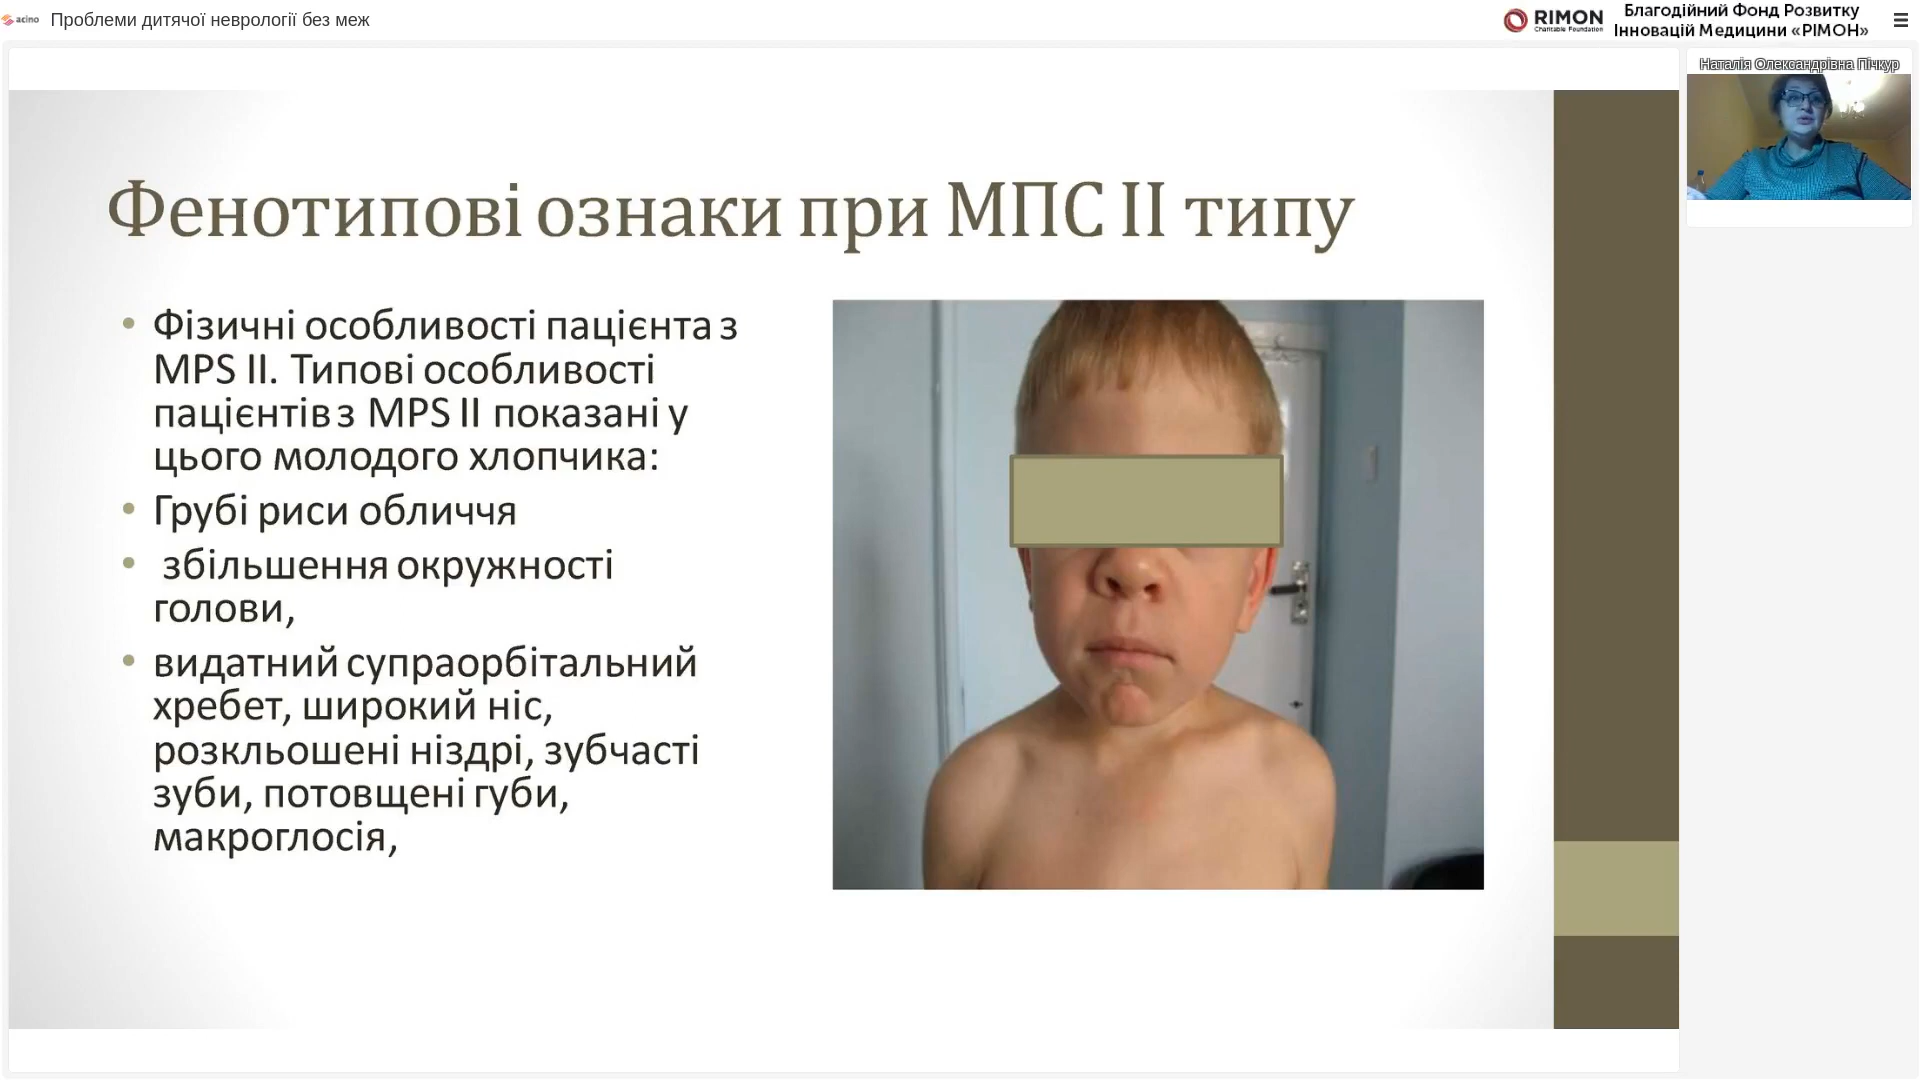 acino
Проблеми дитячої неврології без меж
RIMON
Charitable Foundation
Благодійний Фонд Розвитку
Інновацій Медицини «РІМОН»
Наталія Олександрівна Пічкур
Фенотипові ознаки при МПС ІІ типу
• Фізичні особливості пацієнта з
MPS II. Типові особливості
пацієнтів з MPS II показані у
цього молодого хлопчика:
• Грубі риси обличчя
• збільшення окружності
голови,
• видатний супраорбітальний
хребет, широкий ніс,
розкльошені ніздрі, зубчасті
зуби, потовщені губи,
макроглосія,